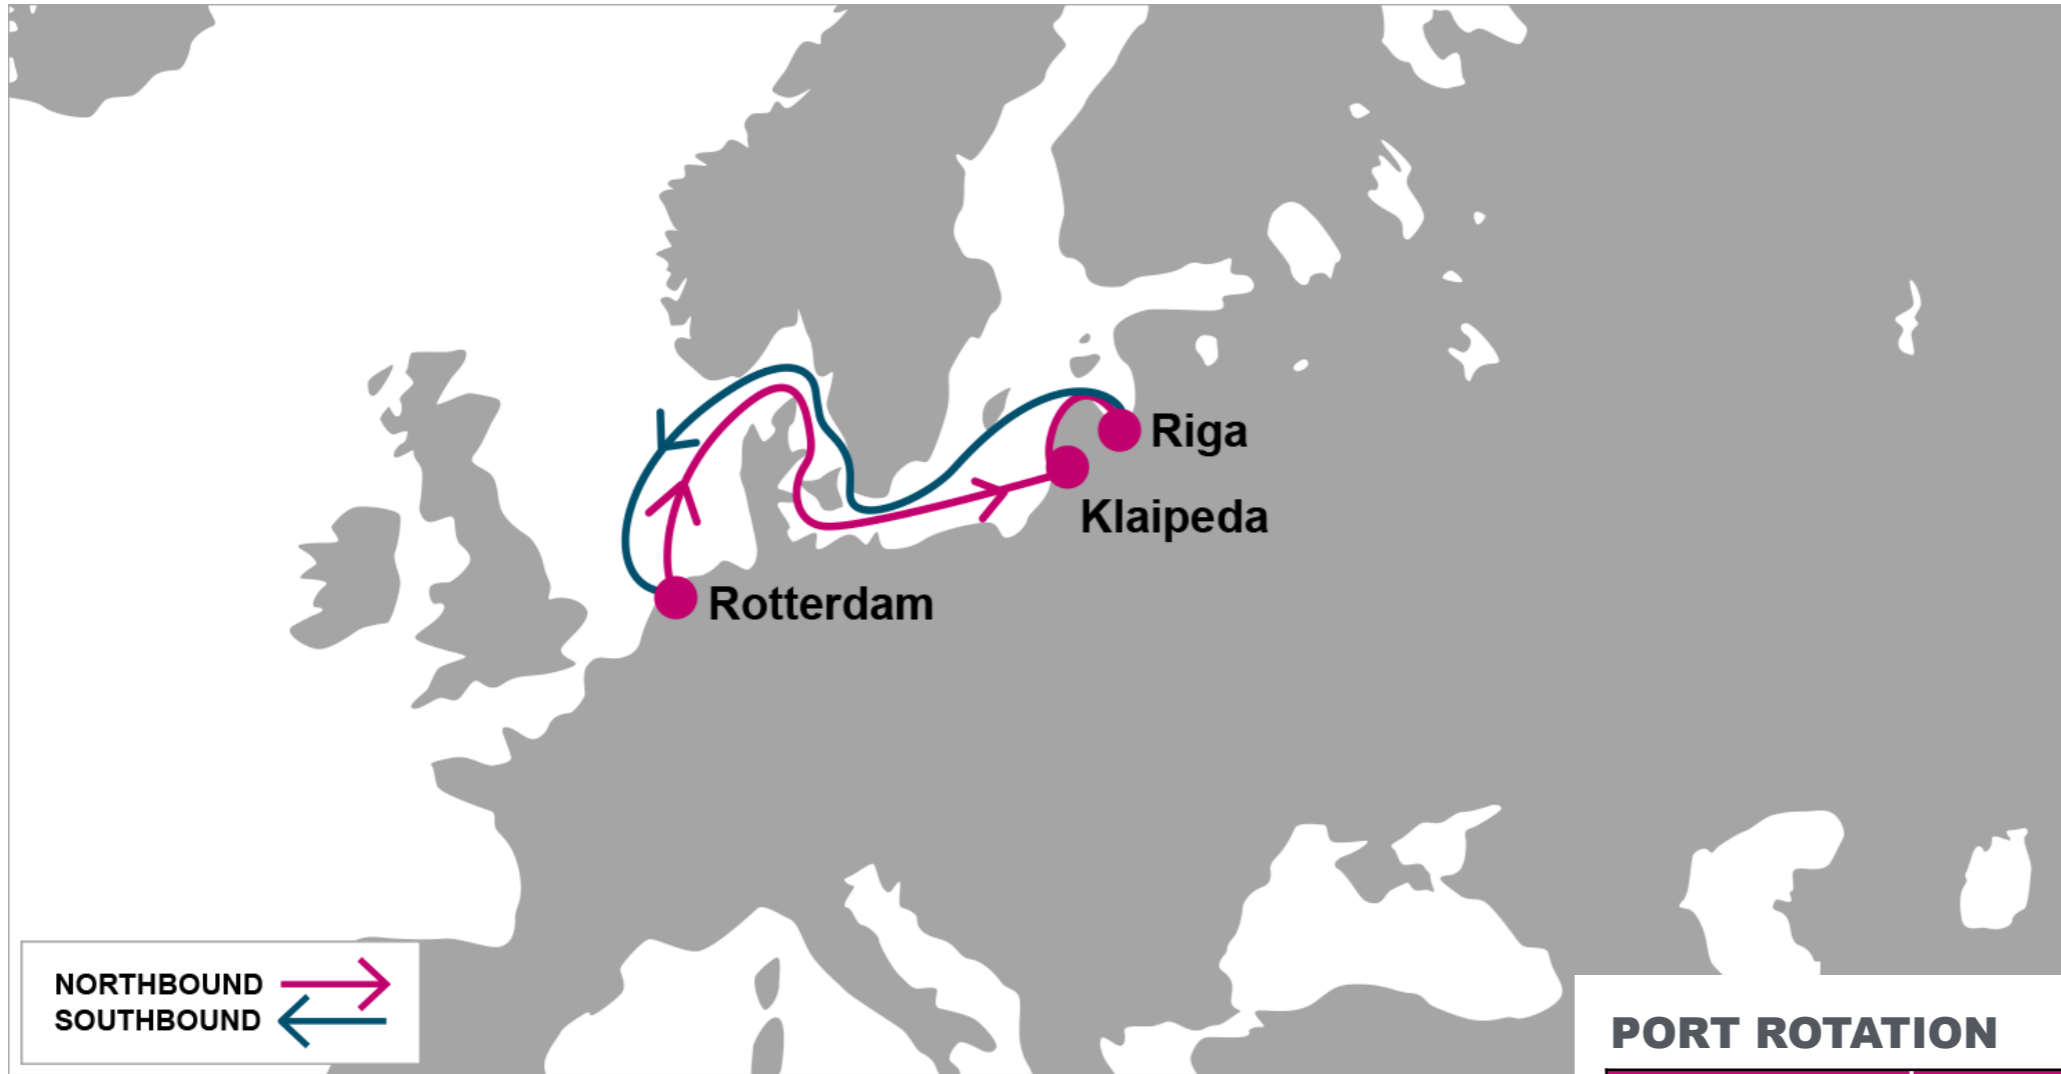 Riga
Klaipeda
Rotterdam
NORTHBOUND
SOUTHBOUND
PORT ROTATION